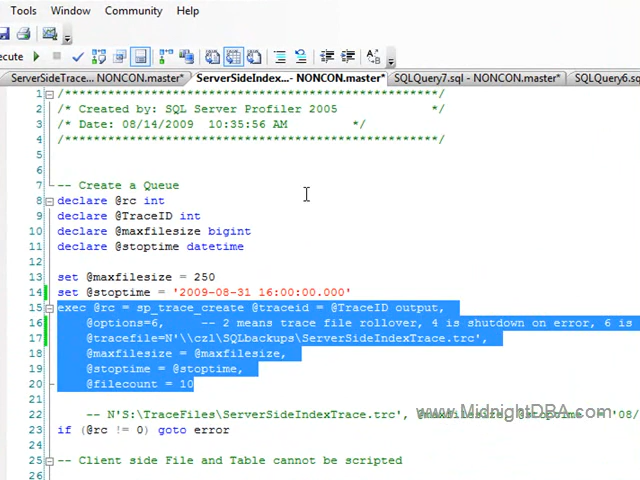 Tools Window Community Help
ecute
ServerSideTrace... NONCON.master* ServerSideIndex...- NONCON.master* SQLQuery7.sql - NONCON.master* SQLQuery6.sq
1 /****************************************************/
2 /* Created by: SQL Server Profiler 2005 */
3 /* Date: 08/14/2009 10:35:56 AM */
4 /****************************************************/
5
6
7 -- Create a Queue
8 declare @rc int
9 declare @TraceID int
10 declare @maxfilesize bigint
11 declare @stoptime datetime
12
13 set @maxfilesize = 250
14 set @stoptime = '2009-08-31 16:00:00.000'
15 exec @rc = sp_trace_create @traceid = @TraceID output,
16 @options=6, -- 2 means trace file rollover, 4 is shutdown on error, 6 is
17 @tracefile=N'\\czl\SQLbackups\ServerSideIndexTrace.trc',
18 @maxfilesize = @maxfilesize,
19 @stoptime = @stoptime,
20 @filecount = 10
21
22 -- N'S:\TraceFiles\ServerSideIndexTrace.trc', @maxfilesize, @stoptime - '08/
www.MidnightDBA.com
23 if (@rc != 0) goto error
24
25 -- Client side File and Table cannot be scripted
26